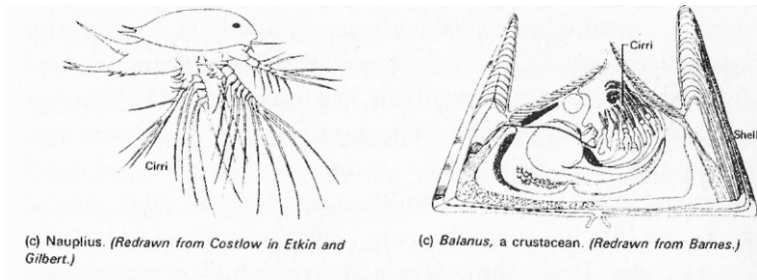 Cirri
Cirri
Shell
(c) Nauplius. (Redrawn from Costlow in Etkin and
Gilbert.)
(c) Balanus, a crustacean. (Redrawn from Barnes.)